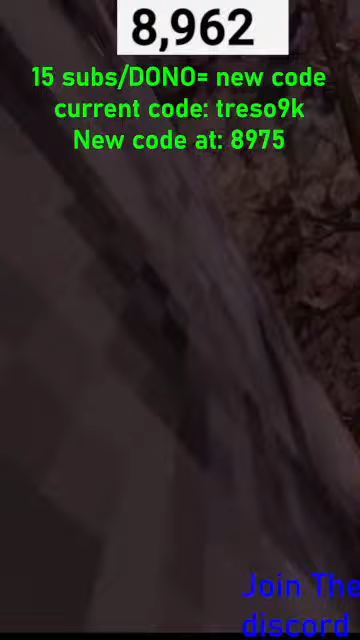 8,962
15 subs/DONO= new code
current code: treso9k
New code at: 8975
Join The
discord